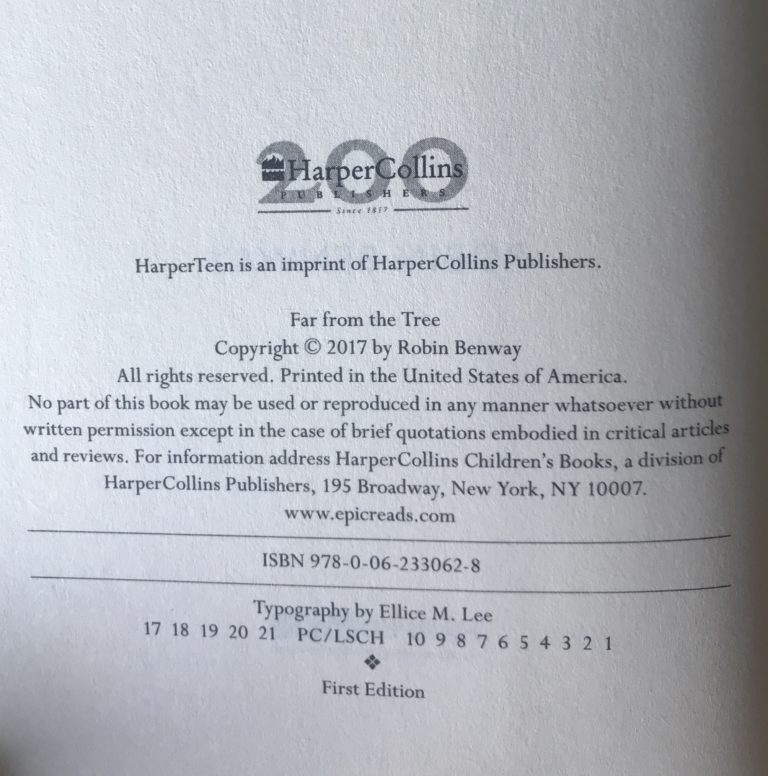 200
HarperCollins
PUBLISHERS
Since 1817
HarperTeen is an imprint of HarperCollins Publishers.
Far from the Tree
Copyright © 2017 by Robin Benway
All rights reserved. Printed in the United States of America.
No part of this book may be used or reproduced in any manner whatsoever without
written permission except in the case of brief quotations embodied in critical articles
and reviews. For information address HarperCollins Children's Books, a division of
HarperCollins Publishers, 195 Broadway, New York, NY 10007.
www.epicreads.com
ISBN 978-0-06-233062-8
Typography by Ellice M. Lee
17 18 19 20 21 PC/LSCH 10 9 8 7 6 5 4 3 2 1
❖
First Edition